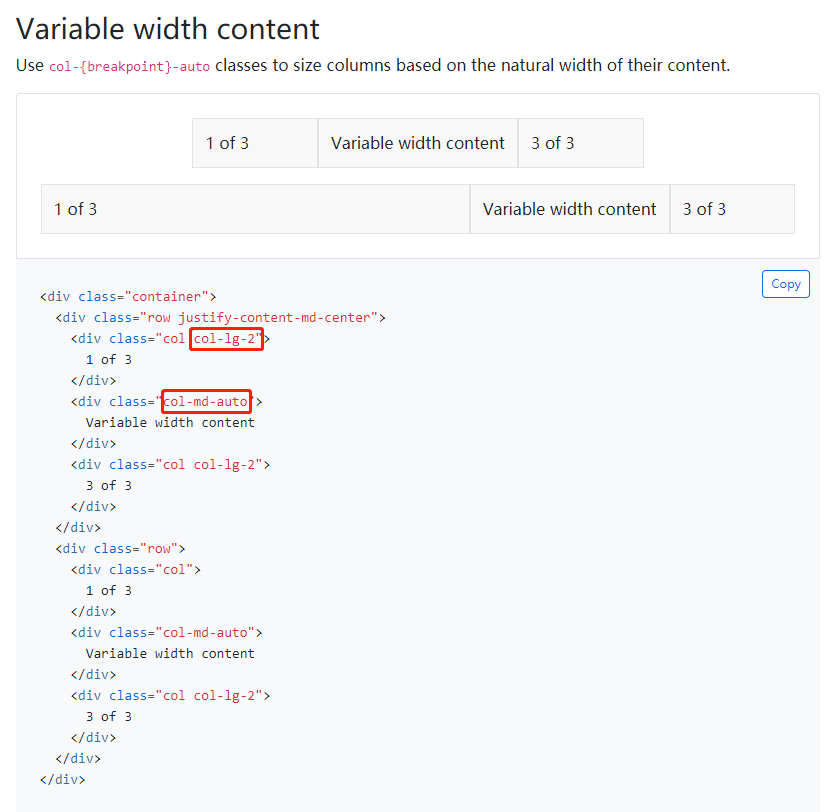 Variable width content
Use col-{breakpoint}-auto classes to size columns based on the natural width of their content.
1 of 3 Variable width content 3 of 3
1 of 3 Variable width content 3 of 3
Copy
<div class="container">
  <div class="row justify-content-md-center">
    <div class="col col-lg-2">
      1 of 3
    </div>
    <div class="col-md-auto">
      Variable width content
    </div>
    <div class="col col-lg-2">
      3 of 3
    </div>
  </div>
  <div class="row">
    <div class="col">
      1 of 3
    </div>
    <div class="col-md-auto">
      Variable width content
    </div>
    <div class="col col-lg-2">
      3 of 3
    </div>
  </div>
</div>